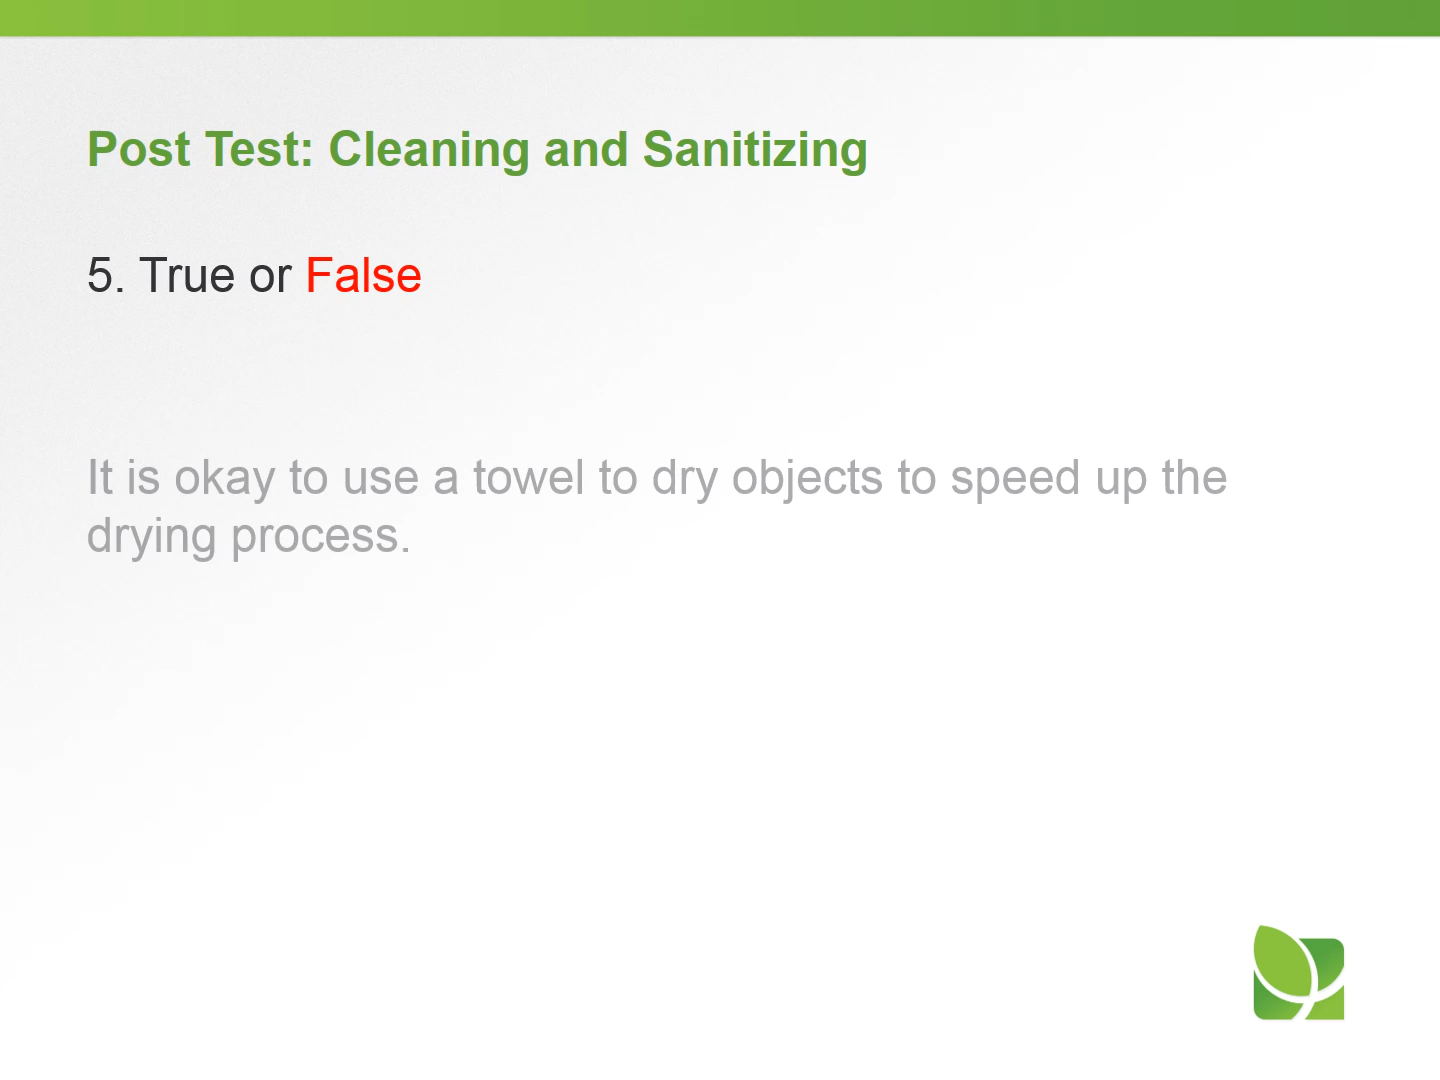 Post Test: Cleaning and Sanitizing
5. True or False
It is okay to use a towel to dry objects to speed up the
drying process.